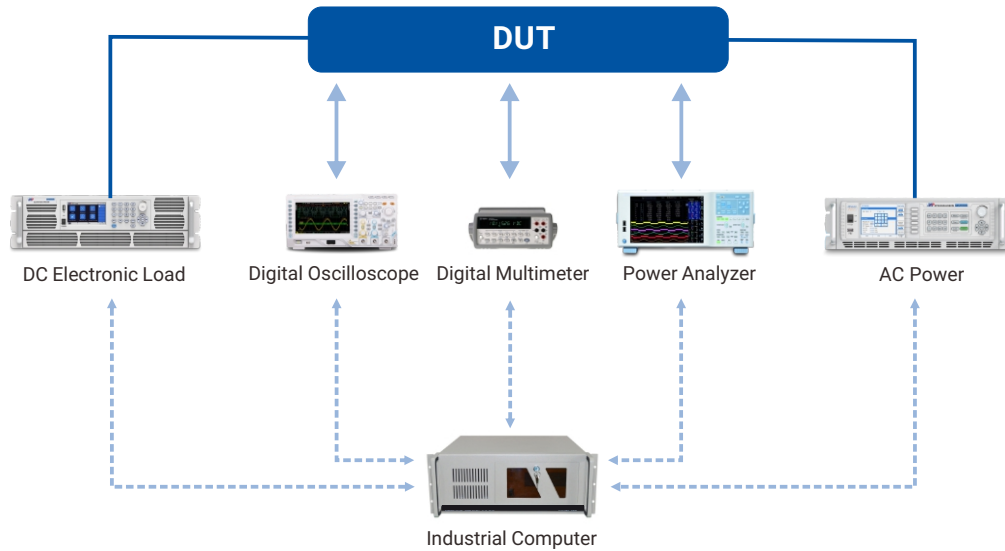 DUT
DC Electronic Load
Digital Oscilloscope
Digital Multimeter
Power Analyzer
AC Power
Industrial Computer